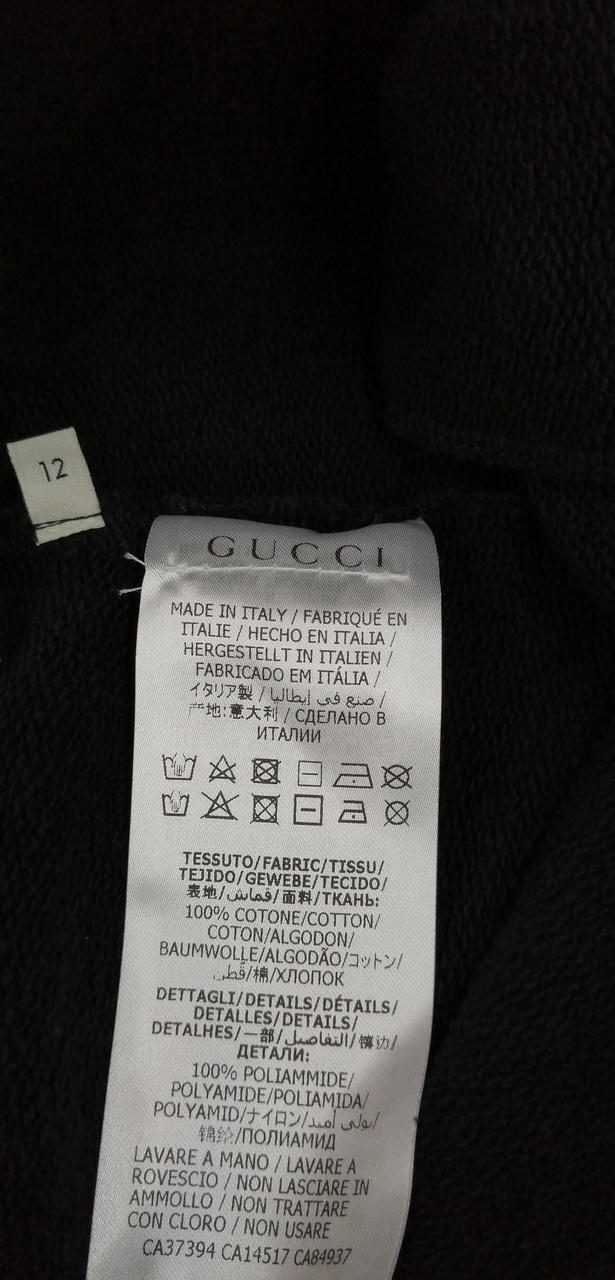 12
GUCCI
MADE IN ITALY / FABRIQUÉ EN
ITALIE / HECHO EN ITALIA /
HERGESTELLT IN ITALIEN /
FABRICADO EM ITÁLIA /
イタリア製 / صنع في إيطاليا /
产地:意大利 / СДЕЛАНО В
ИТАЛИИ
TESSUTO/FABRIC/TISSU/
TEJIDO/GEWEBE/TECIDO/
表地/قماش/面料/ТКАНЬ:
100% COTONE/COTTON/
COTON/ALGODON/
BAUMWOLLE/ALGODÃO/コットン/
قطن/棉/ХЛОПОК
DETTAGLI/DETAILS/DÉTAILS/
DETALLES/DETAILS/
DETALHES/一部/التفاصيل/镶边/
ДЕТАЛИ:
100% POLIAMMIDE/
POLYAMIDE/POLIAMIDA/
POLYAMID/ナイロン/بولي أميد/
锦纶/ПОЛИАМИД
LAVARE A MANO / LAVARE A
ROVESCIO / NON LASCIARE IN
AMMOLLO / NON TRATTARE
CON CLORO / NON USARE
CA37394 CA14517 CA84937